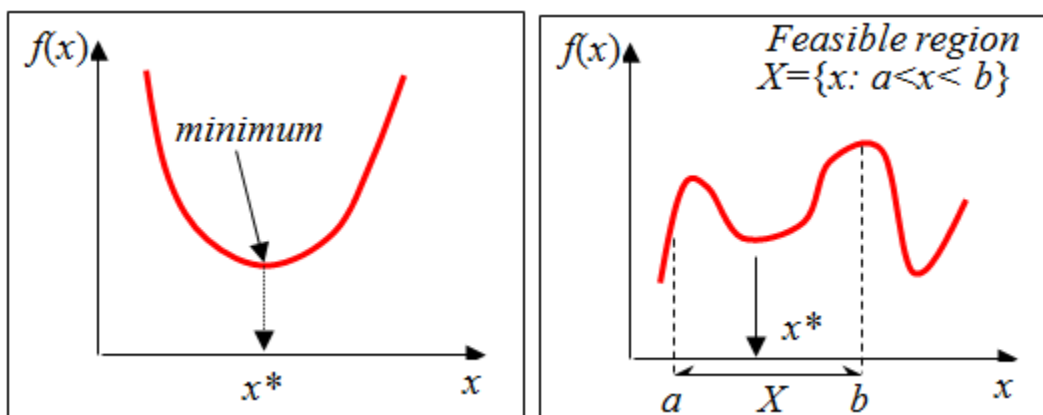 f(x)
minimum
x*
x
f(x)
Feasible region
X={x: a<x< b}
x*
a
X
b
x